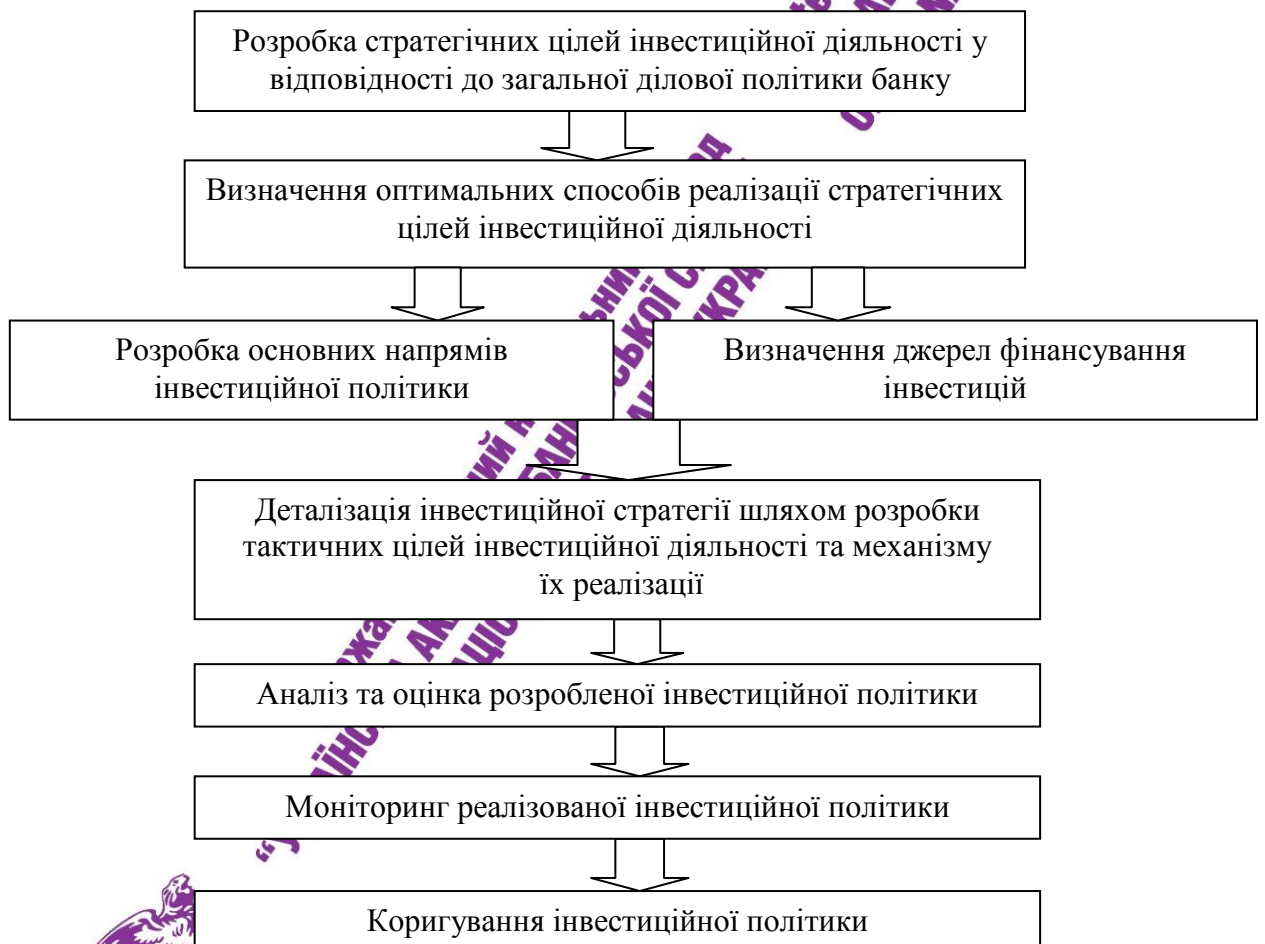 Розробка стратегічних цілей інвестиційної діяльності у
відповідності до загальної ділової політики банку
Визначення оптимальних способів реалізації стратегічних
цілей інвестиційної діяльності
Розробка основних напрямів
інвестиційної політики
Визначення джерел фінансування
інвестицій
Деталізація інвестиційної стратегії шляхом розробки
тактичних цілей інвестиційної діяльності та механізму
їх реалізації
Аналіз та оцінка розробленої інвестиційної політики
Моніторинг реалізованої інвестиційної політики
Коригування інвестиційної політики